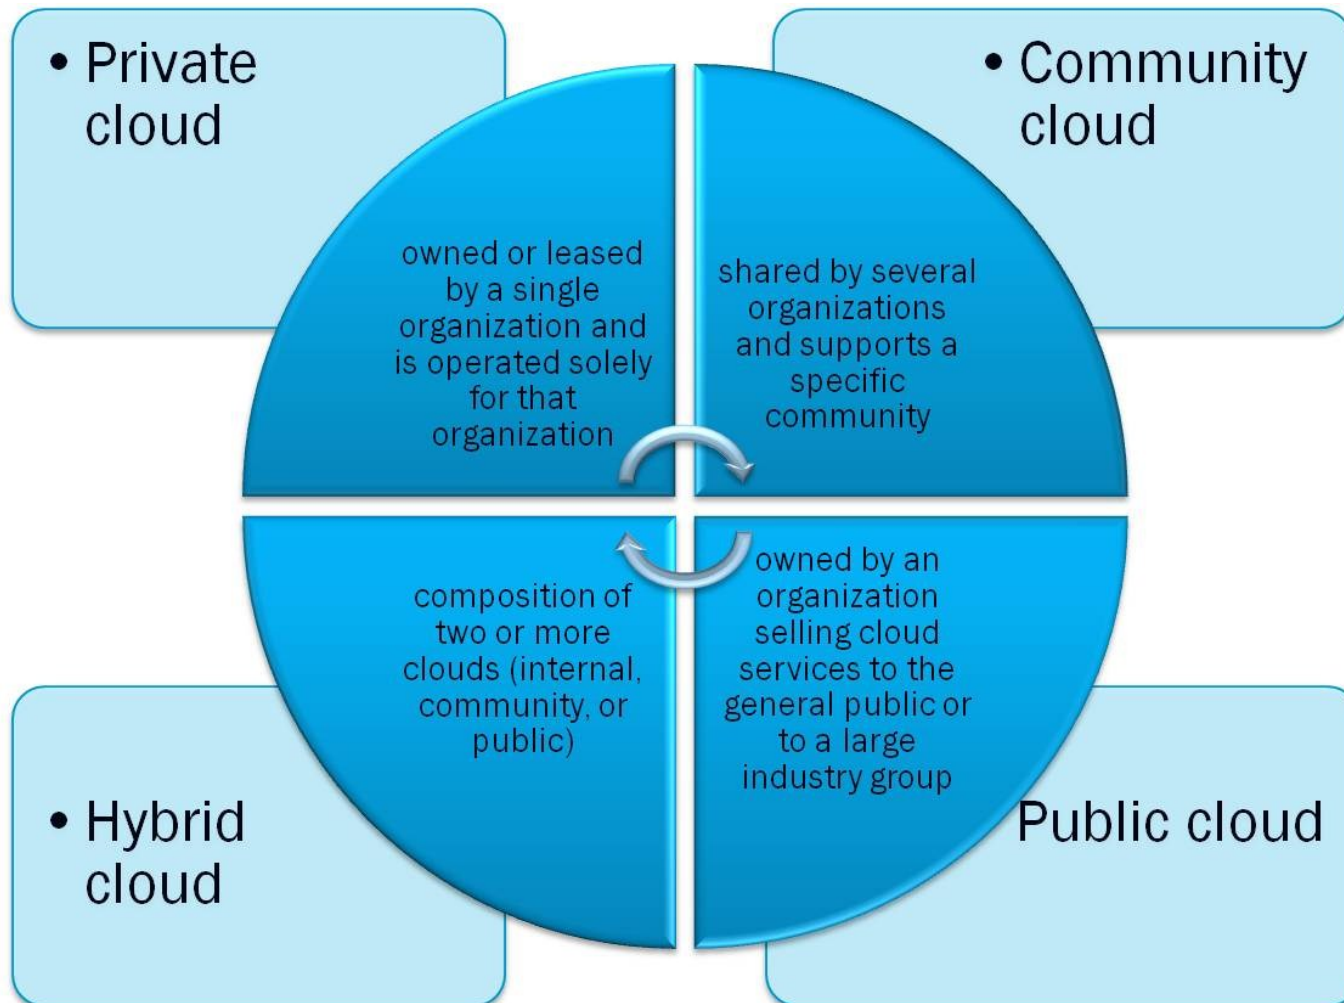 • Private
cloud
• Community
cloud
owned or leased
by a single
organization and
is operated solely
for that
organization
shared by several
organizations
and supports a
specific
community
composition of
two or more
clouds (internal,
community, or
public)
owned by an
organization
selling cloud
services to the
general public or
to a large
industry group
• Hybrid
cloud
Public cloud